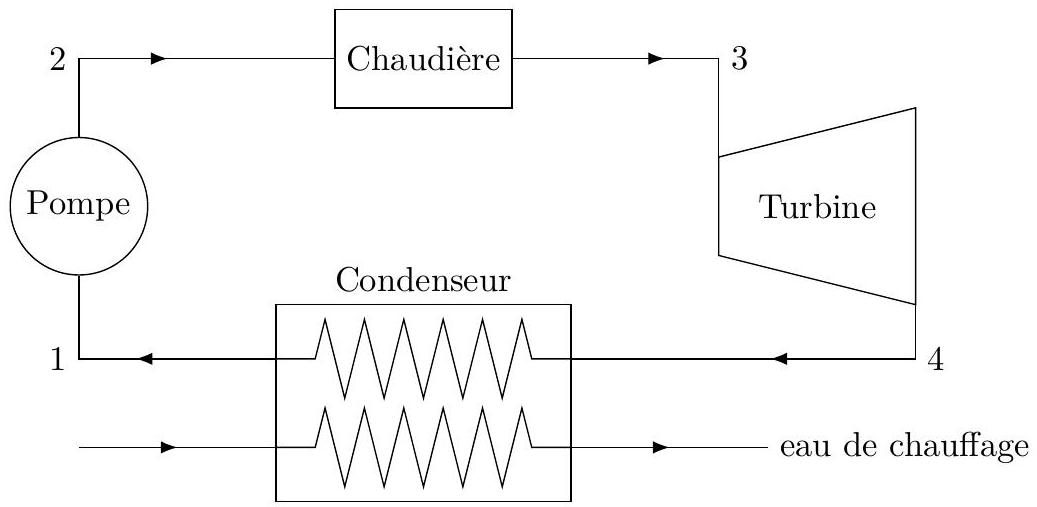 2
Chaudière
3
Pompe
Turbine
Condenseur
1
4
eau de chauffage